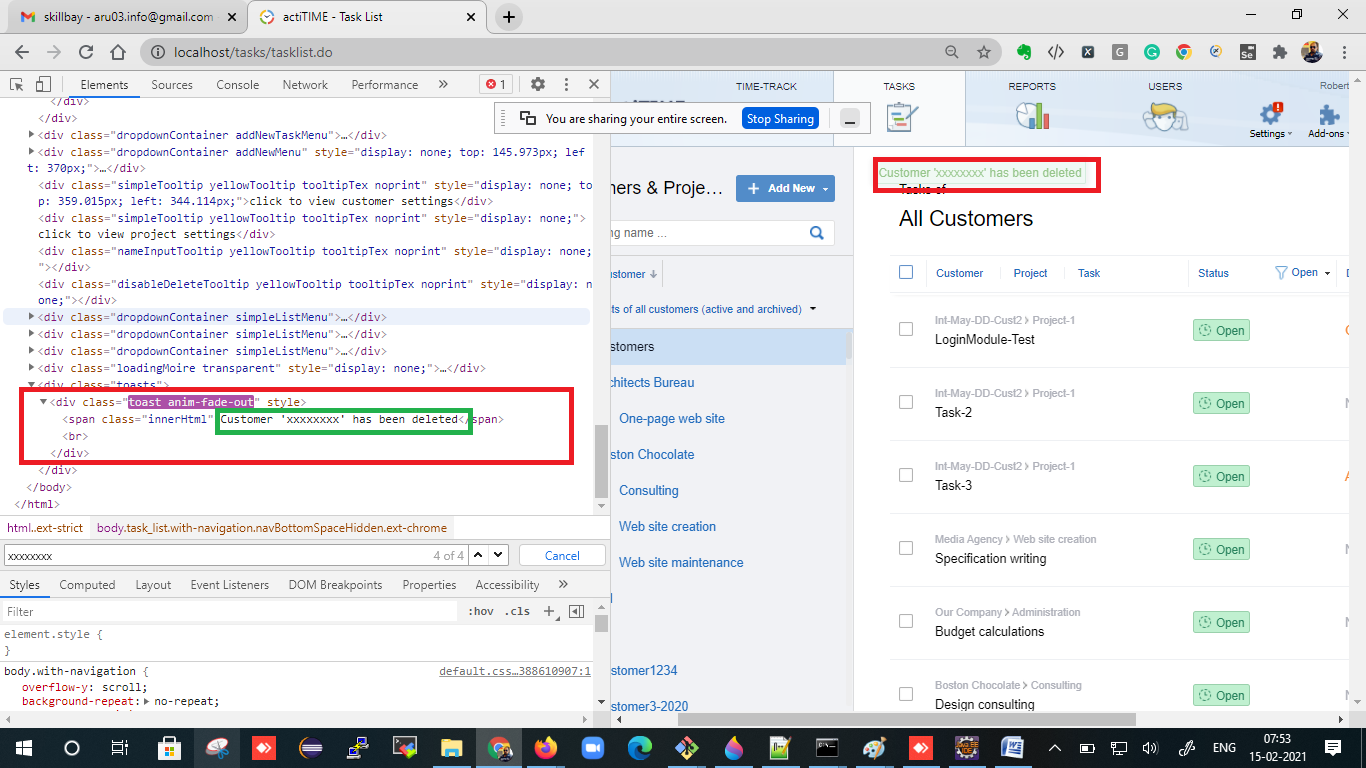 skillbay - aru03.info@gmail.com
actiTIME - Task List
localhost/tasks/tasklist.do
Elements Sources Console Network Performance » 1
</div>
</div>
<div class="dropdownContainer addNewTaskMenu">…</div>
<div class="dropdownContainer addNewMenu" style="display: none; top: 145.973px; lef
t: 370px;">…</div>
<div class="simpleTooltip yellowTooltip tooltipTex noprint" style="display: none; to
p: 359.015px; left: 344.114px;">click to view customer settings</div>
<div class="simpleTooltip yellowTooltip tooltipTex noprint" style="display: none;">
click to view project settings</div>
<div class="nameInputTooltip yellowTooltip tooltipTex noprint" style="display: none;
"></div>
<div class="disableDeleteTooltip yellowTooltip tooltipTex noprint" style="display: n
one;"></div>
<div class="dropdownContainer simpleListMenu">…</div>
<div class="dropdownContainer simpleListMenu">…</div>
<div class="dropdownContainer simpleListMenu">…</div>
<div class="loadingMoire transparent" style="display: none;">…</div>
<div class="toasts">
<div class="toast anim-fade-out" style>
<span class="innerHtml" Customer 'xxxxxxxx' has been deleted</span>
<br>
</div>
</div>
</body>
</html>
html..ext-strict body.task_list.with-navigation.navBottomSpaceHidden.ext-chrome
xxxxxxxx 4 of 4 Cancel
Styles Computed Layout Event Listeners DOM Breakpoints Properties Accessibility »
Filter :hov .cls +
element.style {
}
body.with-navigation { default.css…388610907:1
overflow-y: scroll;
background-repeat: no-repeat;
You are sharing your entire screen. Stop Sharing
TIME-TRACK TASKS REPORTS USERS Robert
Settings Add-ons
ners & Proje… + Add New
ng name ...
ustomer
ts of all customers (active and archived)
stomers
chitects Bureau
One-page web site
ston Chocolate
Consulting
Web site creation
Web site maintenance
ustomer1234
stomer3-2020
Customer 'xxxxxxxx' has been deleted
Tasks of
All Customers
Customer Project Task Status Open
Int-May-DD-Cust2 > Project-1
LoginModule-Test Open
Int-May-DD-Cust2 > Project-1
Task-2 Open
Int-May-DD-Cust2 > Project-1
Task-3 Open
Media Agency > Web site creation
Specification writing Open
Our Company > Administration
Budget calculations Open
Boston Chocolate > Consulting
Design consulting Open
ENG
07:53
15-02-2021